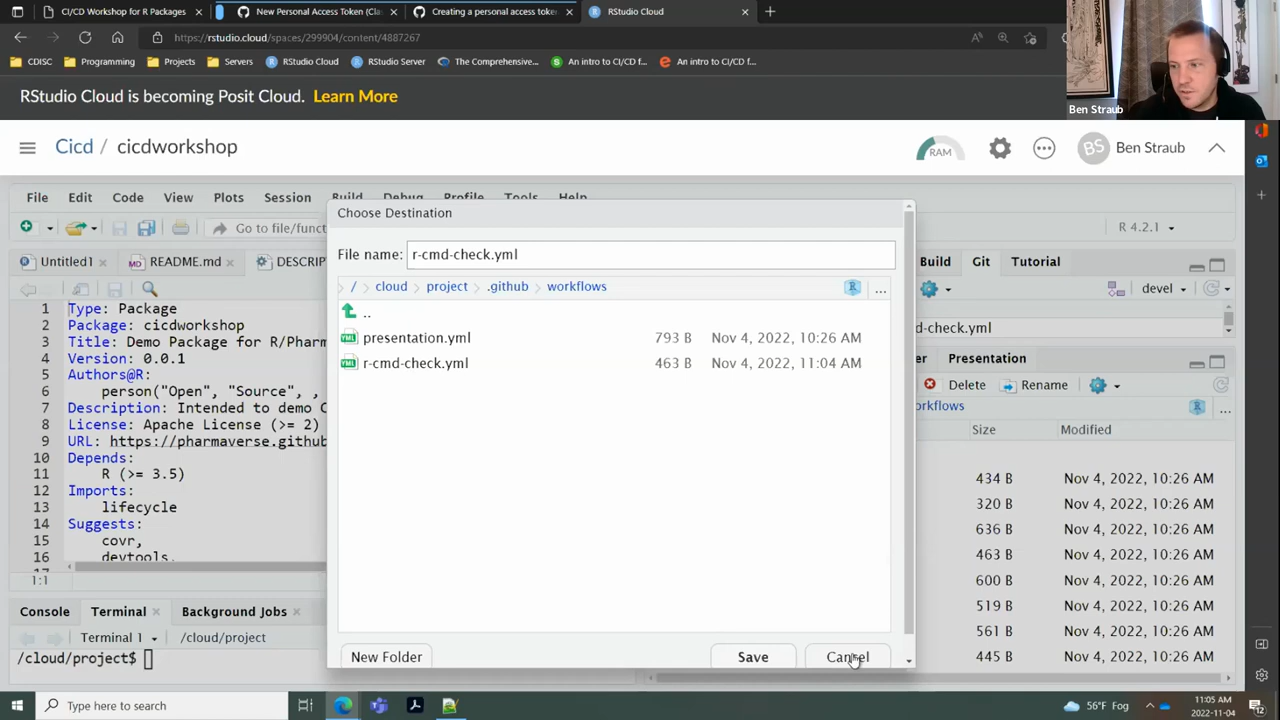 CI/CD Workshop for R Packages
New Personal Access Token (Cla
Creating a personal access toke
RStudio Cloud
https://rstudio.cloud/spaces/299904/content/4887267
CDISC
Programming
Projects
Servers
RStudio Cloud
RStudio Server
The Comprehensive...
An intro to CI/CD f...
An intro to CI/CD f...
RStudio Cloud is becoming Posit Cloud. Learn More
Ben Straub
Cicd / cicdworkshop
RAM
BS
Ben Straub
File Edit Code View Plots Session Build Debug Profile Tools Help
Go to file/funct
R 4.2.1
Untitled1
README.md
DESCRIP
1 Type: Package
2 Package: cicdworkshop
3 Title: Demo Package for R/Pharm
4 Version: 0.0.1
5 Authors@R:
6 person("Open", "Source", ,
7 Description: Intended to demo C
8 License: Apache License (>= 2)
9 URL: https://pharmaverse.github
10 Depends:
11 R (>= 3.5)
12 Imports:
13 lifecycle
14 Suggests:
15 covr,
16 devtools,
17
1:1
Console
Terminal
Background Jobs
Terminal 1
/cloud/project
/cloud/project$
Choose Destination
File name: r-cmd-check.yml
/ cloud project .github workflows
...
..
presentation.yml 793 B Nov 4, 2022, 10:26 AM
r-cmd-check.yml 463 B Nov 4, 2022, 11:04 AM
New Folder
Save
Cancel
Build Git Tutorial
devel
d-check.yml
er Presentation
Delete Rename
orkflows
...
Size Modified
434 B Nov 4, 2022, 10:26 AM
320 B Nov 4, 2022, 10:26 AM
636 B Nov 4, 2022, 10:26 AM
463 B Nov 4, 2022, 10:26 AM
600 B Nov 4, 2022, 10:26 AM
519 B Nov 4, 2022, 10:26 AM
561 B Nov 4, 2022, 10:26 AM
445 B Nov 4, 2022, 10:26 AM
Type here to search
56°F Fog
11:05 AM
2022-11-04
12